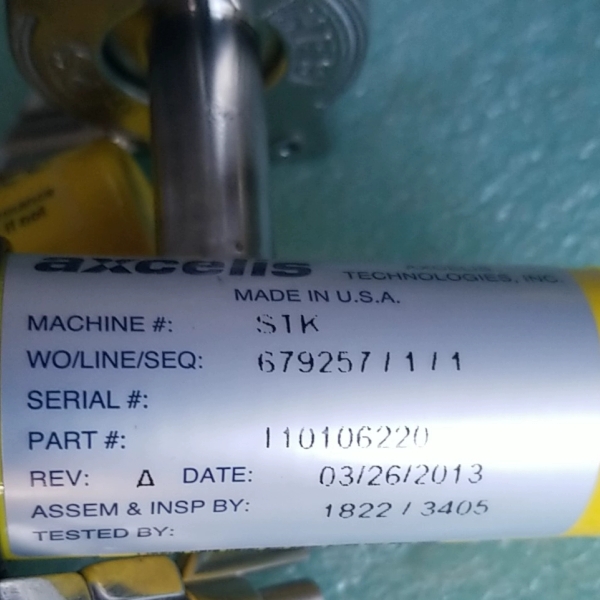 axcelis
TECHNOLOGIES, INC.
MADE IN U.S.A.
MACHINE #: STK
WO/LINE/SEQ: 679257 / 1 / 1
SERIAL #:
PART #: 110106220
REV: A DATE: 03/26/2013
ASSEM & INSP BY: 1822 / 3405
TESTED BY: